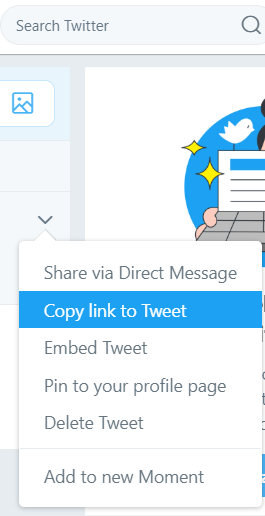 Search Twitter
Share via Direct Message
Copy link to Tweet
Embed Tweet
Pin to your profile page
Delete Tweet
Add to new Moment